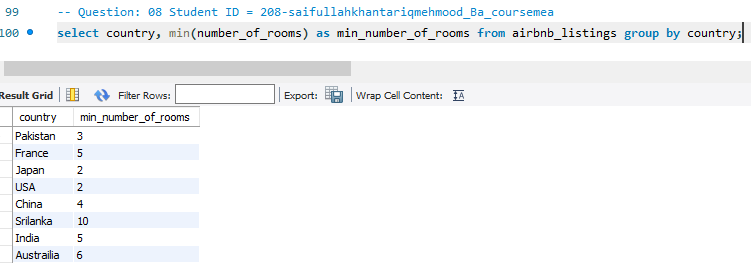 99 -- Question: 08 Student ID = 208-saifullahkhantariqmehmood_Ba_coursemea
100 select country, min(number_of_rooms) as min_number_of_rooms from airbnb_listings group by country;
Result Grid Filter Rows: Export: Wrap Cell Content:
country min_number_of_rooms
Pakistan 3
France 5
Japan 2
USA 2
China 4
Srilanka 10
India 5
Austrailia 6